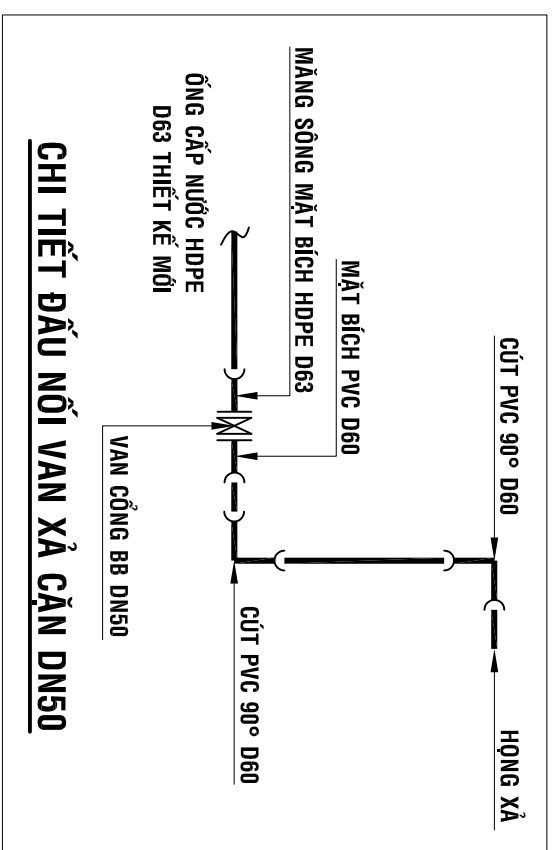 CÚT PVC 90° D60
HỌNG XẢ
MẶT BÍCH PVC D60
MĂNG SÔNG MẶT BÍCH HDPE D63
CÚT PVC 90° D60
ỐNG CẤP NƯỚC HDPE
D63 THIẾT KẾ MỚI
VAN CỔNG BB DN50
CHI TIẾT ĐẤU NỐI VAN XẢ CẶN DN50